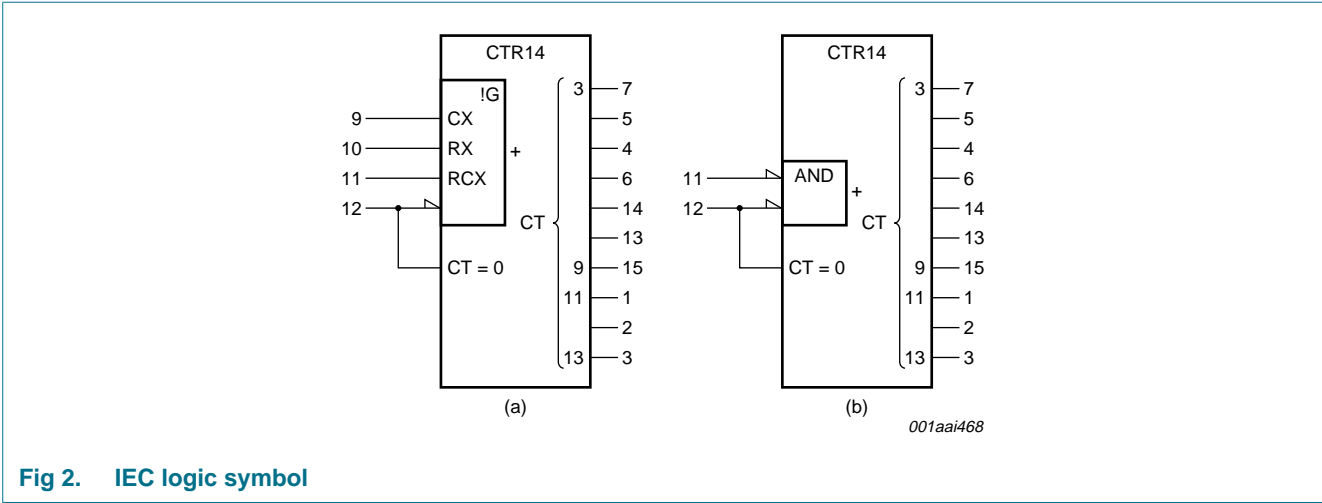 CTR14 CTR14
!G 3 7 3 7
9 CX 5 5
10 RX + 4 4
11 RCX 6 11 AND 6
12 14 12 + 14
CT CT
13 13
CT = 0 9 15 CT = 0 9 15
11 1 11 1
2 2
13 3 13 3
(a) (b)
001aai468
Fig 2. IEC logic symbol